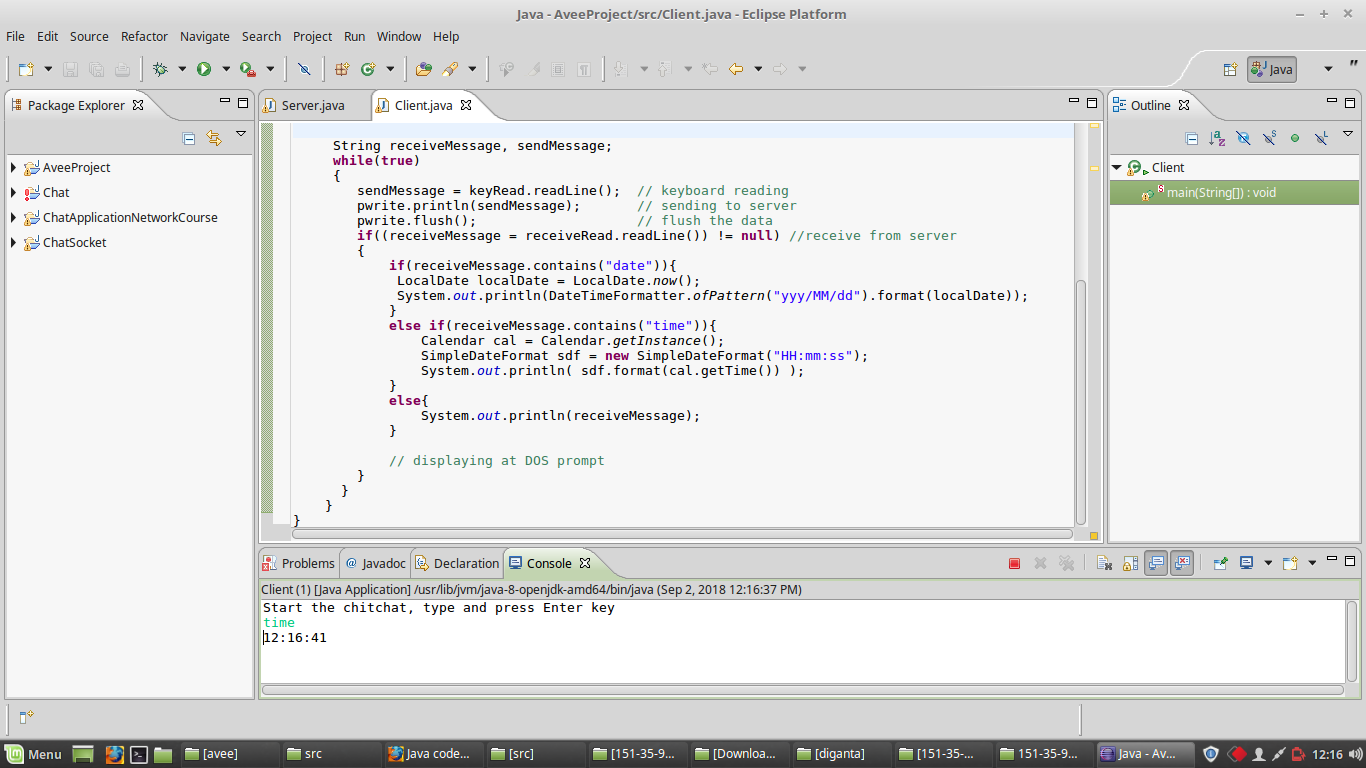 Java - AveeProject/src/Client.java - Eclipse Platform
File Edit Source Refactor Navigate Search Project Run Window Help
Java
Package Explorer
AveeProject
Chat
ChatApplicationNetworkCourse
ChatSocket
Server.java Client.java
String receiveMessage, sendMessage;
while(true)
{
sendMessage = keyRead.readLine(); // keyboard reading
pwrite.println(sendMessage); // sending to server
pwrite.flush(); // flush the data
if((receiveMessage = receiveRead.readLine()) != null) //receive from server
{
if(receiveMessage.contains("date")){
LocalDate localDate = LocalDate.now();
System.out.println(DateTimeFormatter.ofPattern("yyy/MM/dd").format(localDate));
}
else if(receiveMessage.contains("time")){
Calendar cal = Calendar.getInstance();
SimpleDateFormat sdf = new SimpleDateFormat("HH:mm:ss");
System.out.println( sdf.format(cal.getTime()) );
}
else{
System.out.println(receiveMessage);
}
// displaying at DOS prompt
}
}
}
}
Outline
Client
main(String[]) : void
Problems @ Javadoc Declaration Console
Client (1) [Java Application] /usr/lib/jvm/java-8-openjdk-amd64/bin/java (Sep 2, 2018 12:16:37 PM)
Start the chitchat, type and press Enter key
time
12:16:41
Menu [avee] src Java code... [src] [151-35-9... [Downloa... [diganta] [151-35-... 151-35-9... Java - Av... 12:16